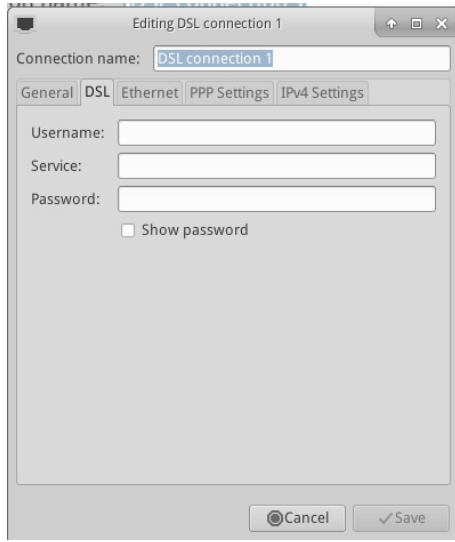 Editing DSL connection 1
Connection name: DSL connection 1
General DSL Ethernet PPP Settings IPv4 Settings
Username:
Service:
Password:
Show password
Cancel Save